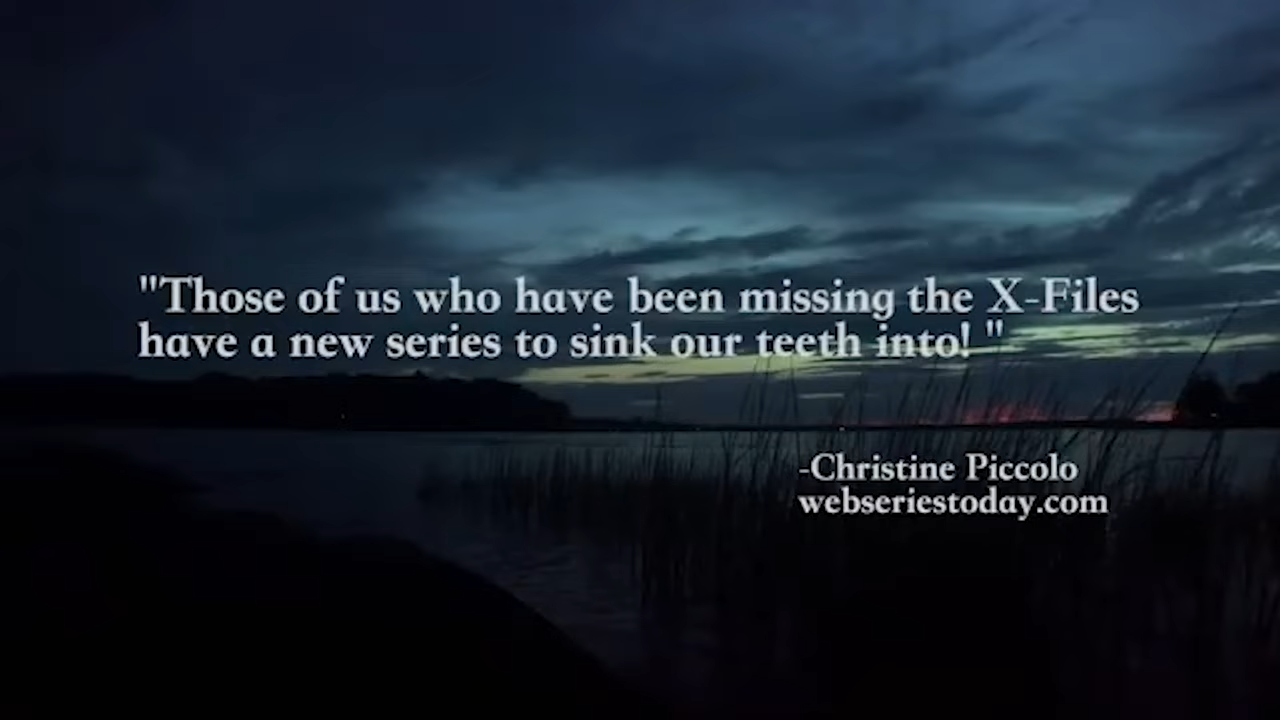 "Those of us who have been missing the X-Files
have a new series to sink our teeth into! "
-Christine Piccolo
webseriestoday.com